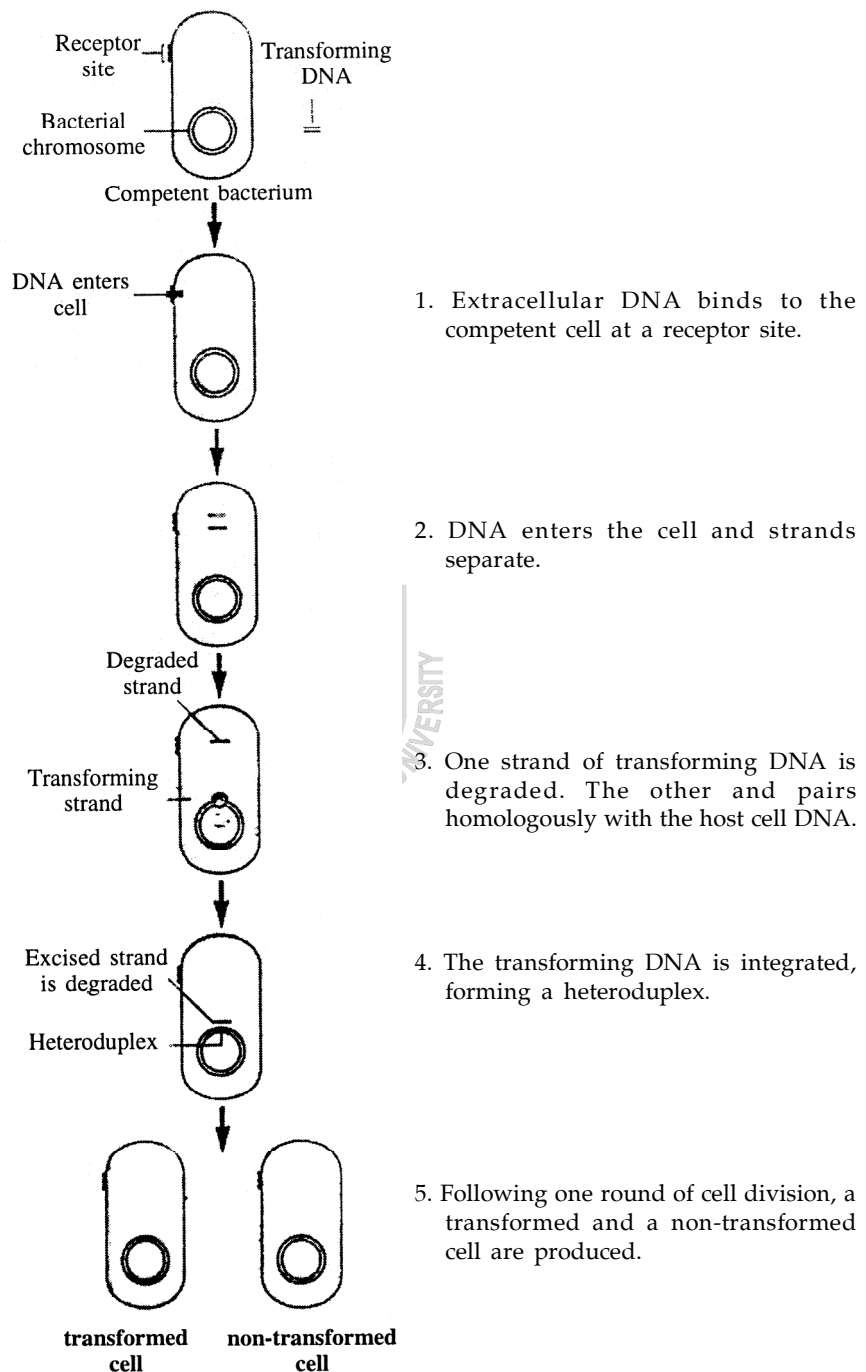 Receptor
site
Transforming
DNA
Bacterial
chromosome
Competent bacterium
DNA enters
cell
1. Extracellular DNA binds to the
competent cell at a receptor site.
2. DNA enters the cell and strands
separate.
Degraded
strand
Transforming
strand
3. One strand of transforming DNA is
degraded. The other and pairs
homologously with the host cell DNA.
Excised strand
is degraded
Heteroduplex
4. The transforming DNA is integrated,
forming a heteroduplex.
5. Following one round of cell division, a
transformed and a non-transformed
cell are produced.
transformed
cell
non-transformed
cell